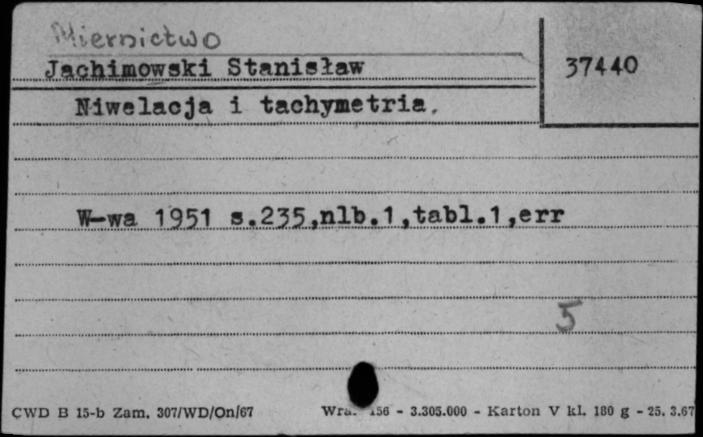 Miernictwo
Jachimowski Stanisław 37440
Niwelacja i tachymetria.
W-wa 1951 s.235,nlb.1,tabl.1,err
5
CWD B 15-b Zam. 307/WD/On/67 - 3.305.000 - Karton V kl. 180 g - 25. 3.67